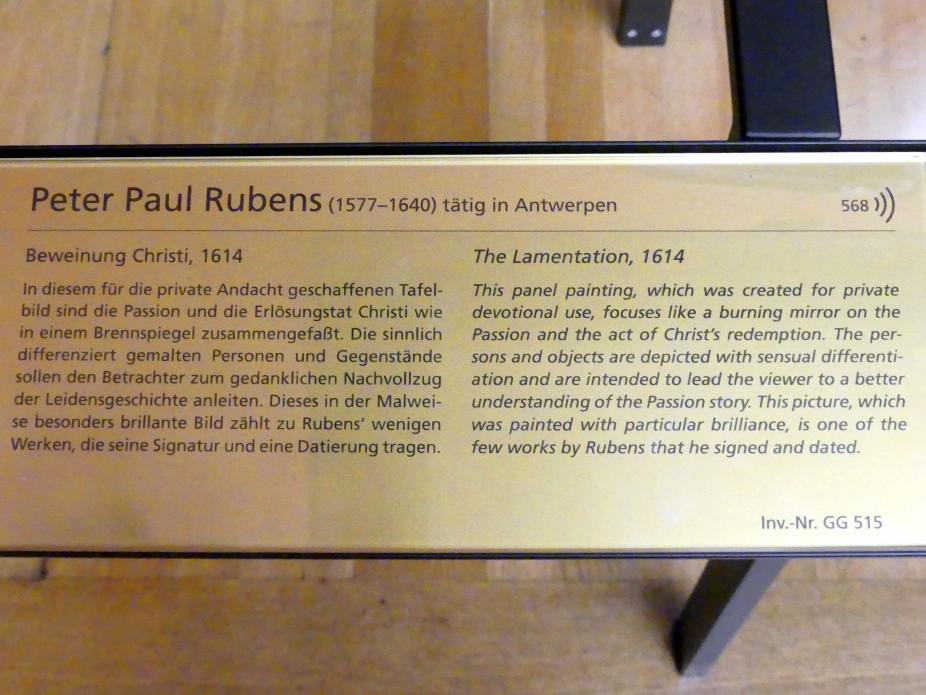 Peter Paul Rubens (1577–1640) tätig in Antwerpen
568
Beweinung Christi, 1614
In diesem für die private Andacht geschaffenen Tafel-
bild sind die Passion und die Erlösungstat Christi wie
in einem Brennspiegel zusammengefaßt. Die sinnlich
differenziert gemalten Personen und Gegenstände
sollen den Betrachter zum gedanklichen Nachvollzug
der Leidensgeschichte anleiten. Dieses in der Malwei-
se besonders brillante Bild zählt zu Rubens’ wenigen
Werken, die seine Signatur und eine Datierung tragen.
The Lamentation, 1614
This panel painting, which was created for private
devotional use, focuses like a burning mirror on the
Passion and the act of Christ’s redemption. The per-
sons and objects are depicted with sensual differenti-
ation and are intended to lead the viewer to a better
understanding of the Passion story. This picture, which
was painted with particular brilliance, is one of the
few works by Rubens that he signed and dated.
Inv.-Nr. GG 515